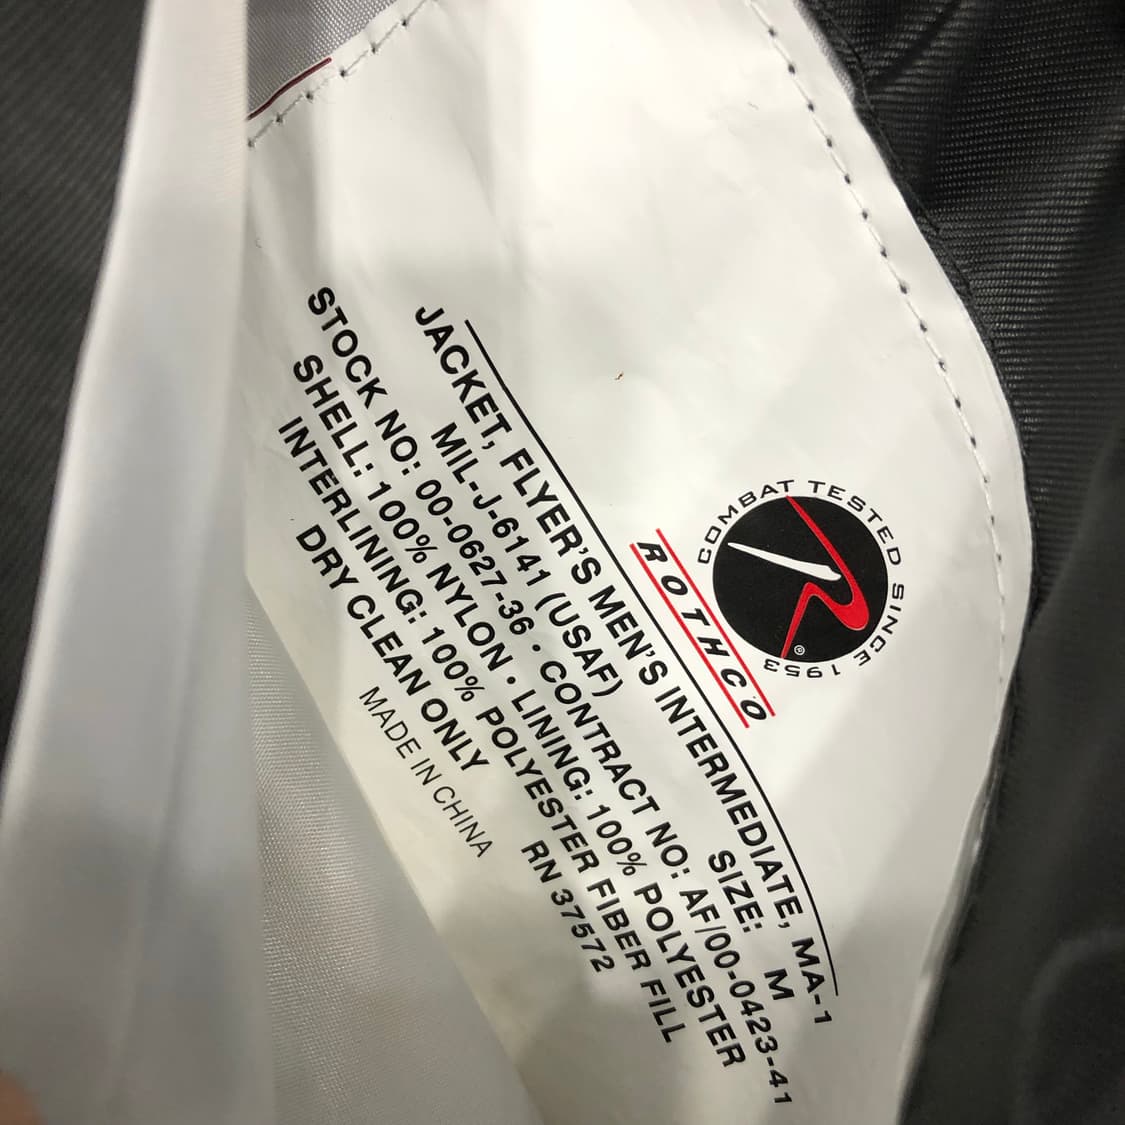 COMBAT TESTED SINCE 1953
R®
ROTHCO
JACKET, FLYER'S MEN'S INTERMEDIATE, MA-1
MIL-J-6141 (USAF) SIZE: M
STOCK NO: 00-0627-36 • CONTRACT NO: AF/00-0423-41
SHELL: 100% NYLON • LINING: 100% POLYESTER
INTERLINING: 100% POLYESTER FIBER FILL
DRY CLEAN ONLY RN 37572
MADE IN CHINA